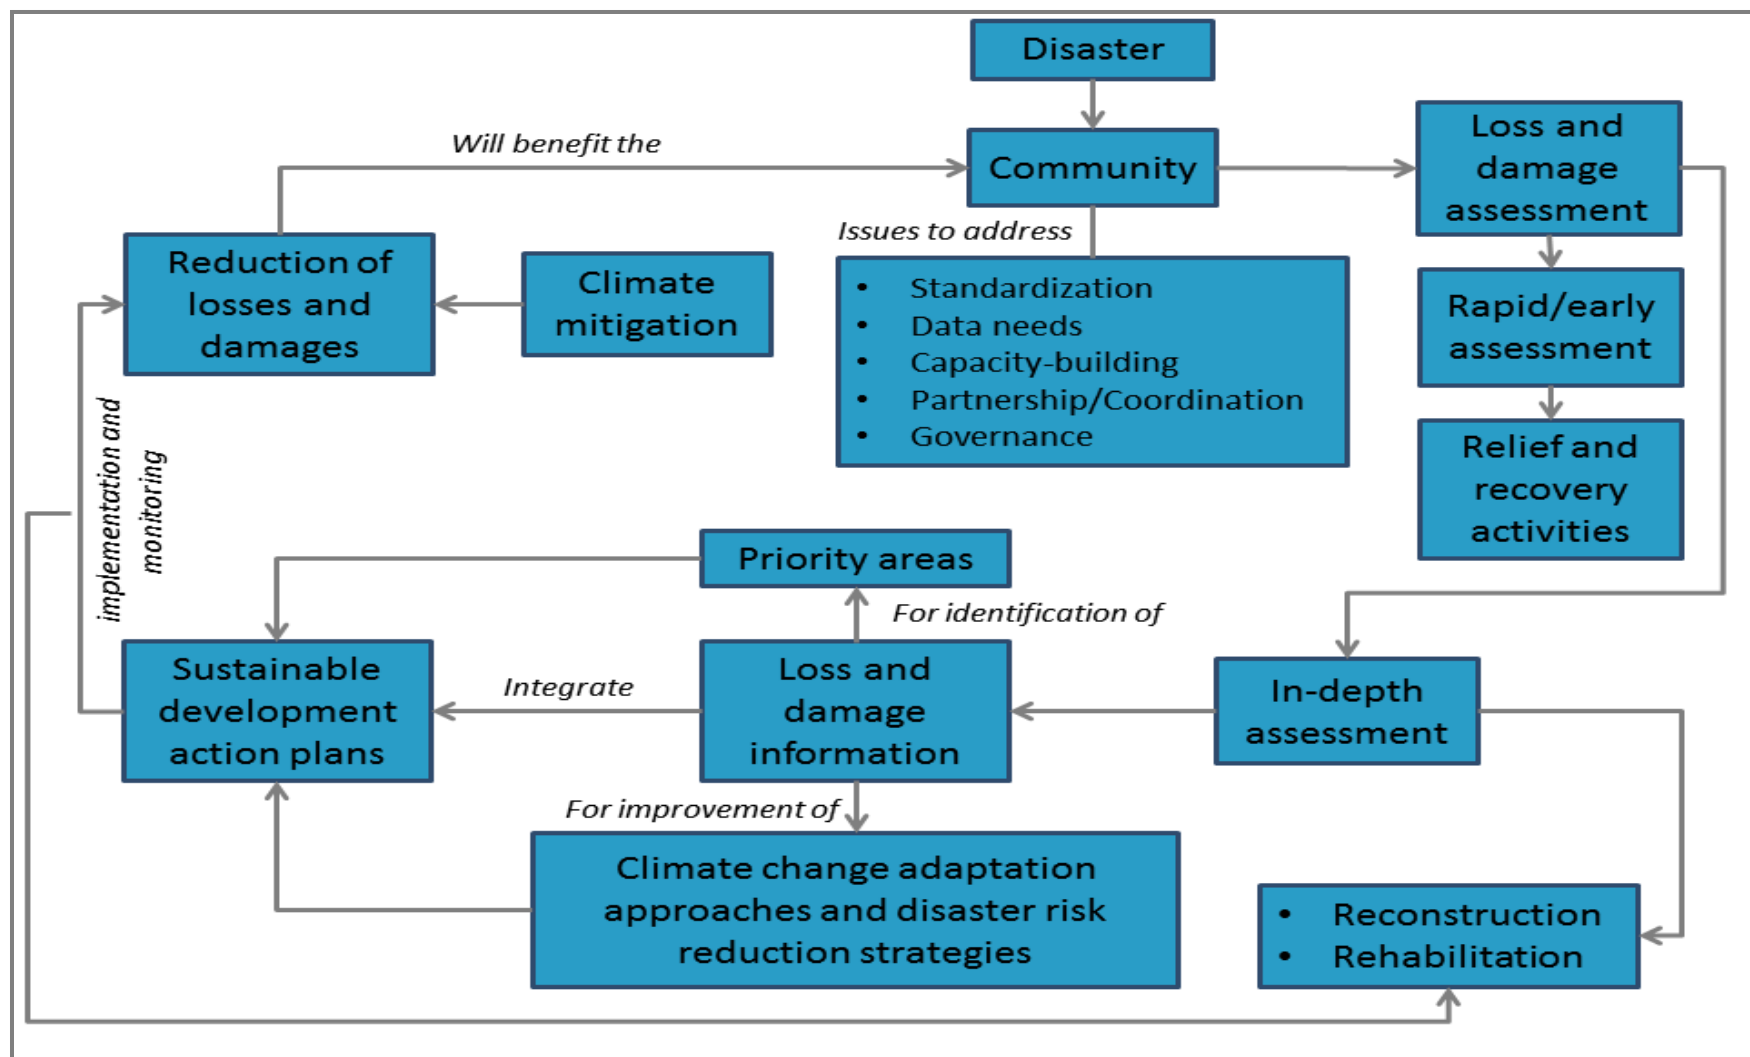 Disaster
Will benefit the
Community
Loss and
damage
assessment
Issues to address
Reduction of
losses and
damages
Climate
mitigation
• Standardization
• Data needs
• Capacity-building
• Partnership/Coordination
• Governance
Rapid/early
assessment
Relief and
recovery
activities
implementation and
monitoring
Priority areas
For identification of
Sustainable
development
action plans
Integrate
Loss and
damage
information
In-depth
assessment
For improvement of
Climate change adaptation
approaches and disaster risk
reduction strategies
• Reconstruction
• Rehabilitation